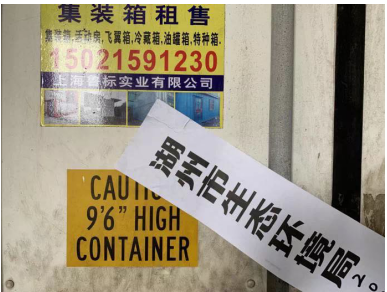 集装箱租售
集装箱,活动房,飞翼箱,冷藏箱,油罐箱,特种箱.
15021591230
上海鲁标实业有限公司
湖州市生态环境局
20
CAUTIO
9'6" HIGH
CONTAINER